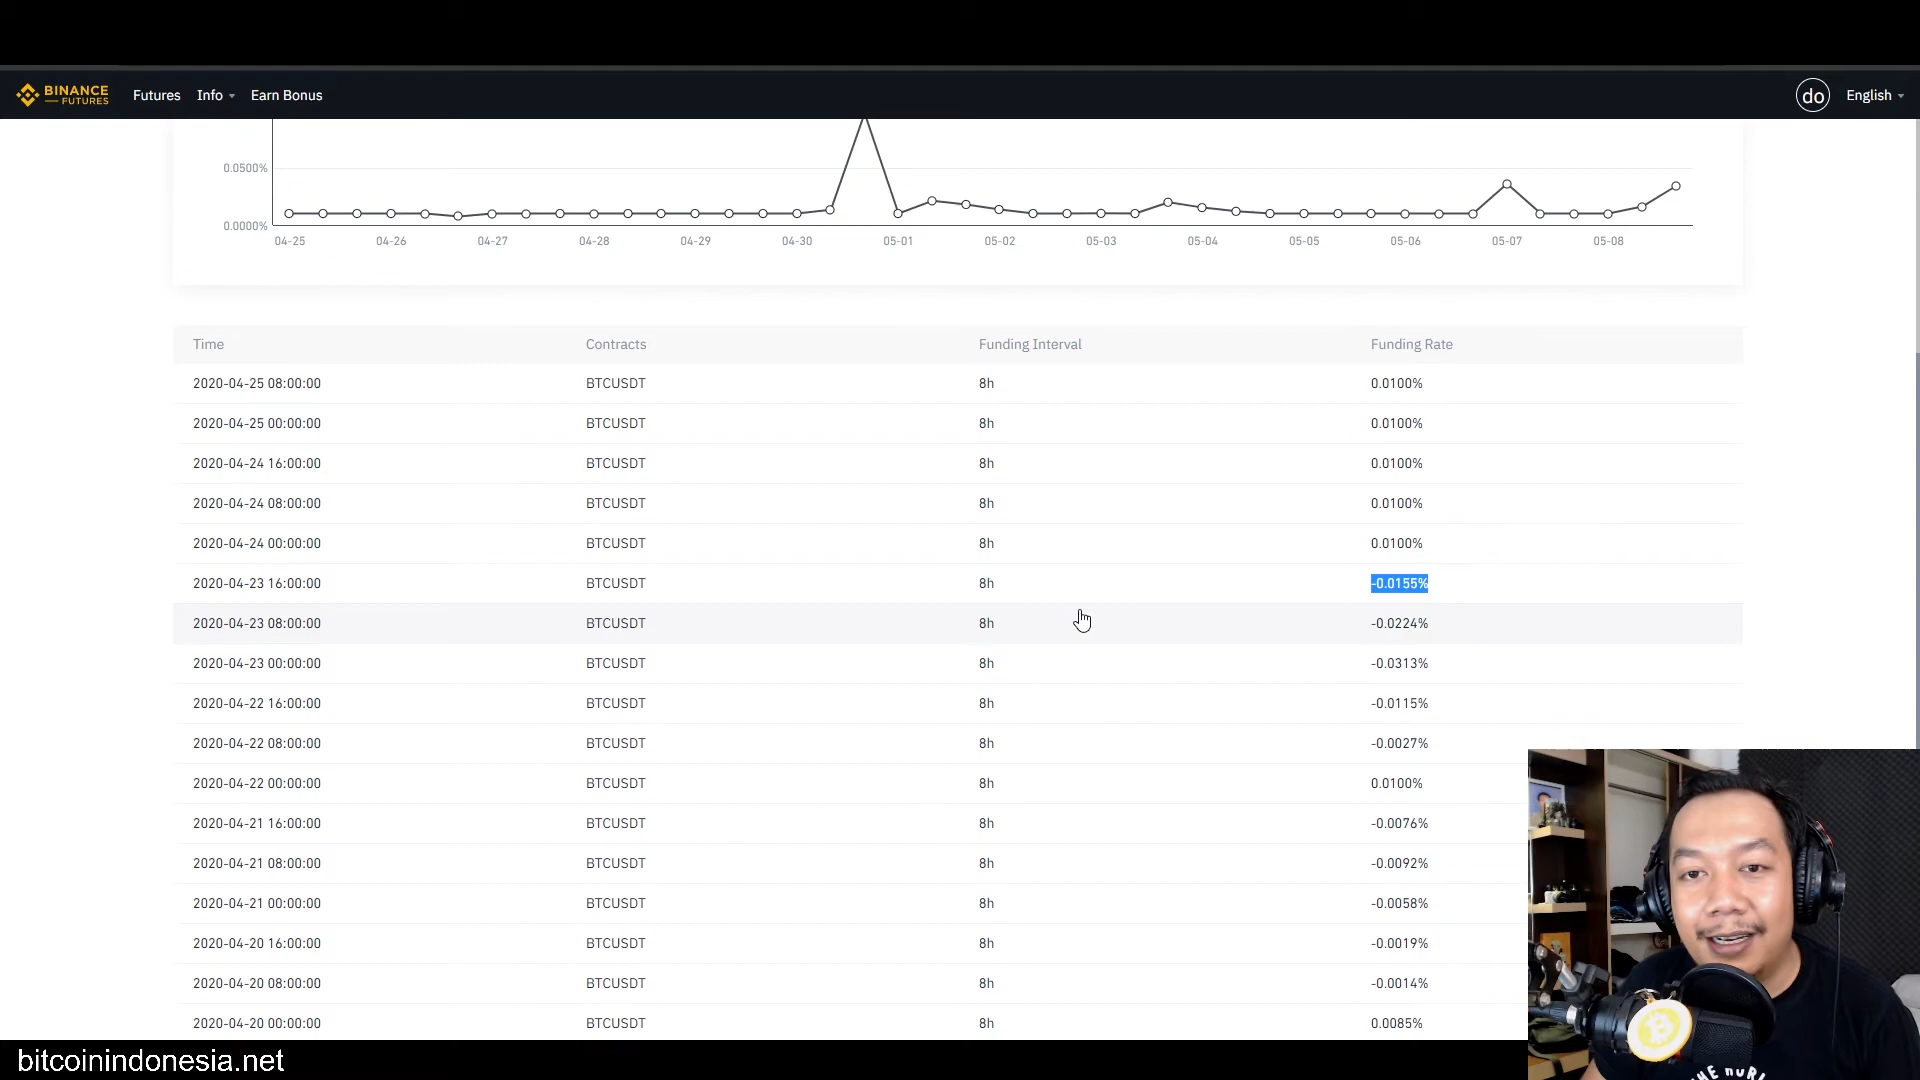 BINANCE
FUTURES
Futures Info Earn Bonus
do English
0.0500%
0.0000%
04-25 04-26 04-27 04-28 04-29 04-30 05-01 05-02 05-03 05-04 05-05 05-06 05-07 05-08
Time Contracts Funding Interval Funding Rate
2020-04-25 08:00:00 BTCUSDT 8h 0.0100%
2020-04-25 00:00:00 BTCUSDT 8h 0.0100%
2020-04-24 16:00:00 BTCUSDT 8h 0.0100%
2020-04-24 08:00:00 BTCUSDT 8h 0.0100%
2020-04-24 00:00:00 BTCUSDT 8h 0.0100%
2020-04-23 16:00:00 BTCUSDT 8h -0.0155%
2020-04-23 08:00:00 BTCUSDT 8h -0.0224%
2020-04-23 00:00:00 BTCUSDT 8h -0.0313%
2020-04-22 16:00:00 BTCUSDT 8h -0.0115%
2020-04-22 08:00:00 BTCUSDT 8h -0.0027%
2020-04-22 00:00:00 BTCUSDT 8h 0.0100%
2020-04-21 16:00:00 BTCUSDT 8h -0.0076%
2020-04-21 08:00:00 BTCUSDT 8h -0.0092%
2020-04-21 00:00:00 BTCUSDT 8h -0.0058%
2020-04-20 16:00:00 BTCUSDT 8h -0.0019%
2020-04-20 08:00:00 BTCUSDT 8h -0.0014%
2020-04-20 00:00:00 BTCUSDT 8h 0.0085%
bitcoinindonesia.net